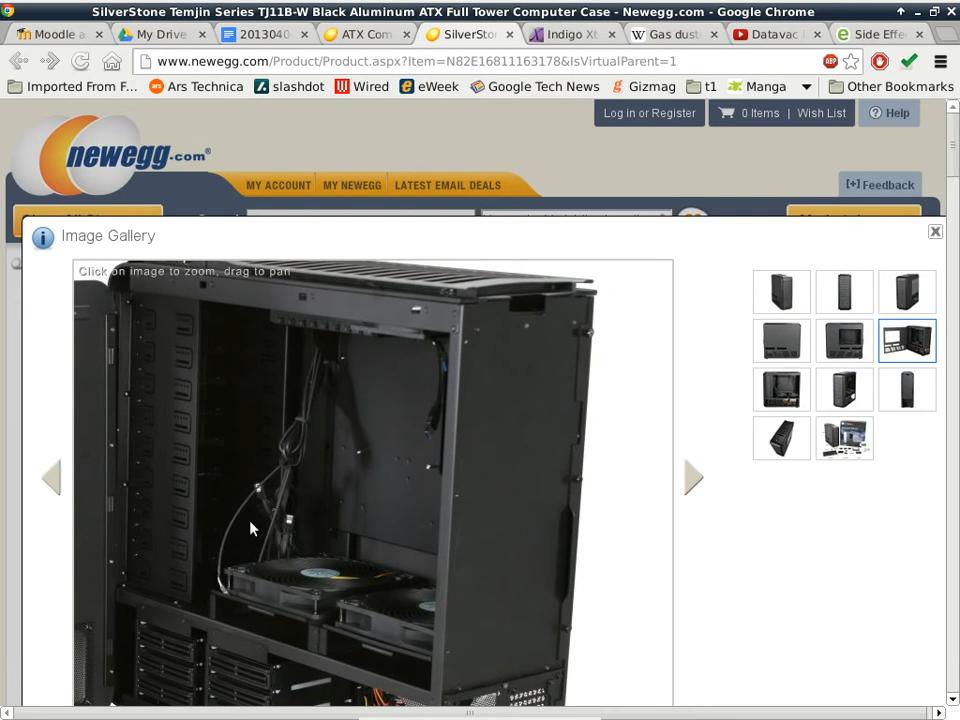 SilverStone Temjin Series TJ11B-W Black Aluminum ATX Full Tower Computer Case - Newegg.com - Google Chrome
Moodle a
My Drive
2013040
ATX Com
SilverSto
Indigo Xt
Gas dust
Datavac
Side Effe
www.newegg.com/Product/Product.aspx?Item=N82E16811163178&IsVirtualParent=1
ABP
Imported From F...
Ars Technica
slashdot
Wired
eWeek
Google Tech News
Gizmag
t1
Manga
Other Bookmarks
Log in or Register
0 Items | Wish List
Help
newegg.com®
MY ACCOUNT
MY NEWEGG
LATEST EMAIL DEALS
[+] Feedback
Image Gallery
Click on image to zoom, drag to pan